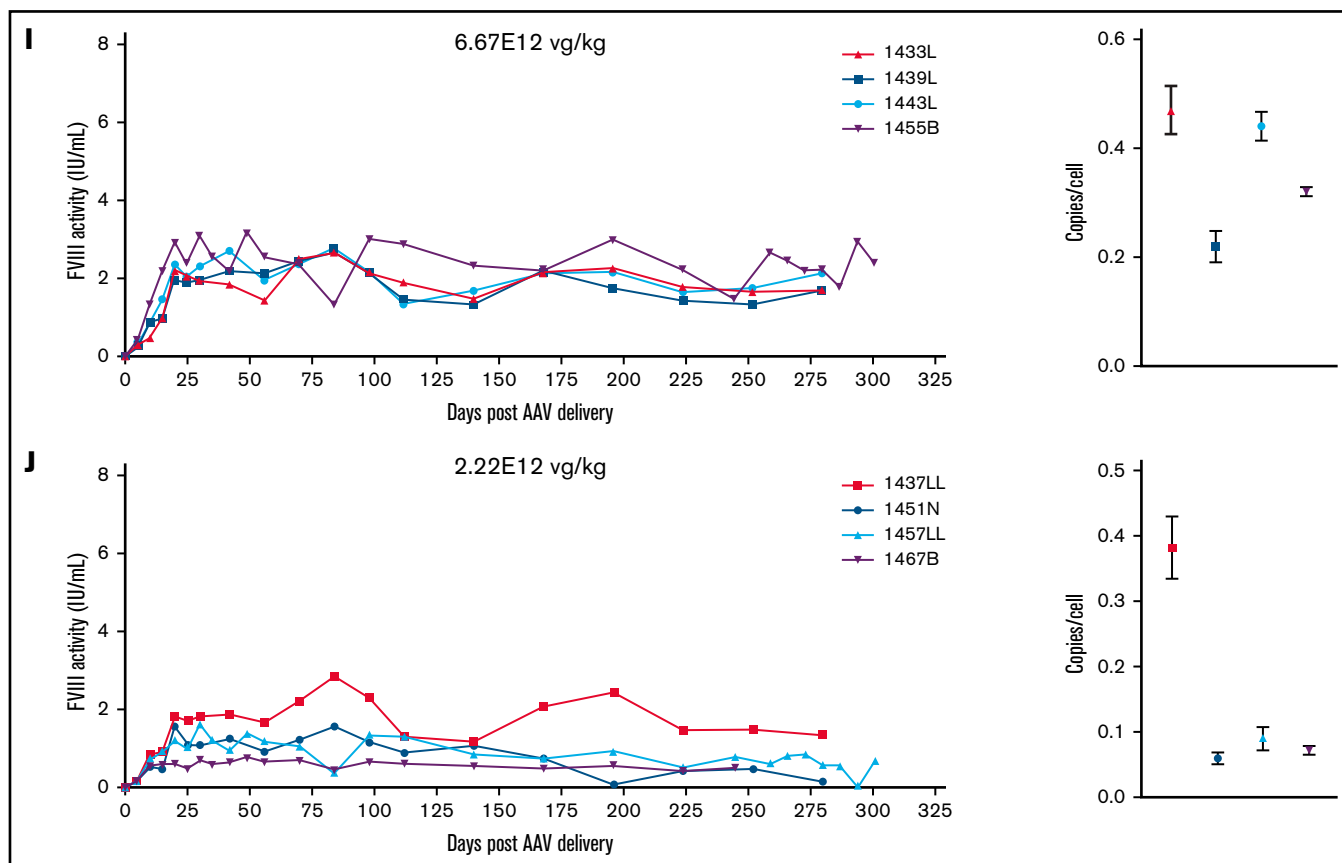 I
6.67E12 vg/kg
1433L
1439L
1443L
1455B
FVIII activity (IU/mL)
8
6
4
2
0
0 25 50 75 100 125 150 175 200 225 250 275 300 325
Days post AAV delivery
Copies/cell
0.6
0.4
0.2
0.0
J
2.22E12 vg/kg
1437LL
1451N
1457LL
1467B
FVIII activity (IU/mL)
8
6
4
2
0
0 25 50 75 100 125 150 175 200 225 250 275 300 325
Days post AAV delivery
Copies/cell
0.5
0.4
0.3
0.2
0.1
0.0